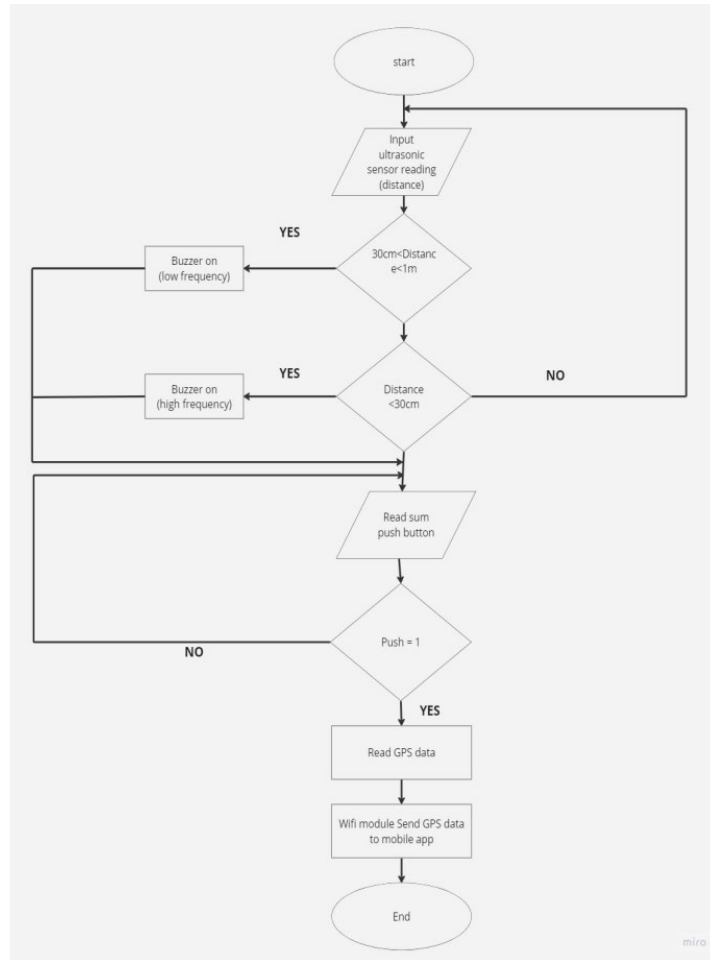 start
Input
ultrasonic
sensor reading
(distance)
YES
30cm<Distanc
e<1m
Buzzer on
(low frequency)
YES
NO
Distance
<30cm
Buzzer on
(high frequency)
Read sum
push button
Push = 1
NO
YES
Read GPS data
Wifi module Send GPS data
to mobile app
End
miro